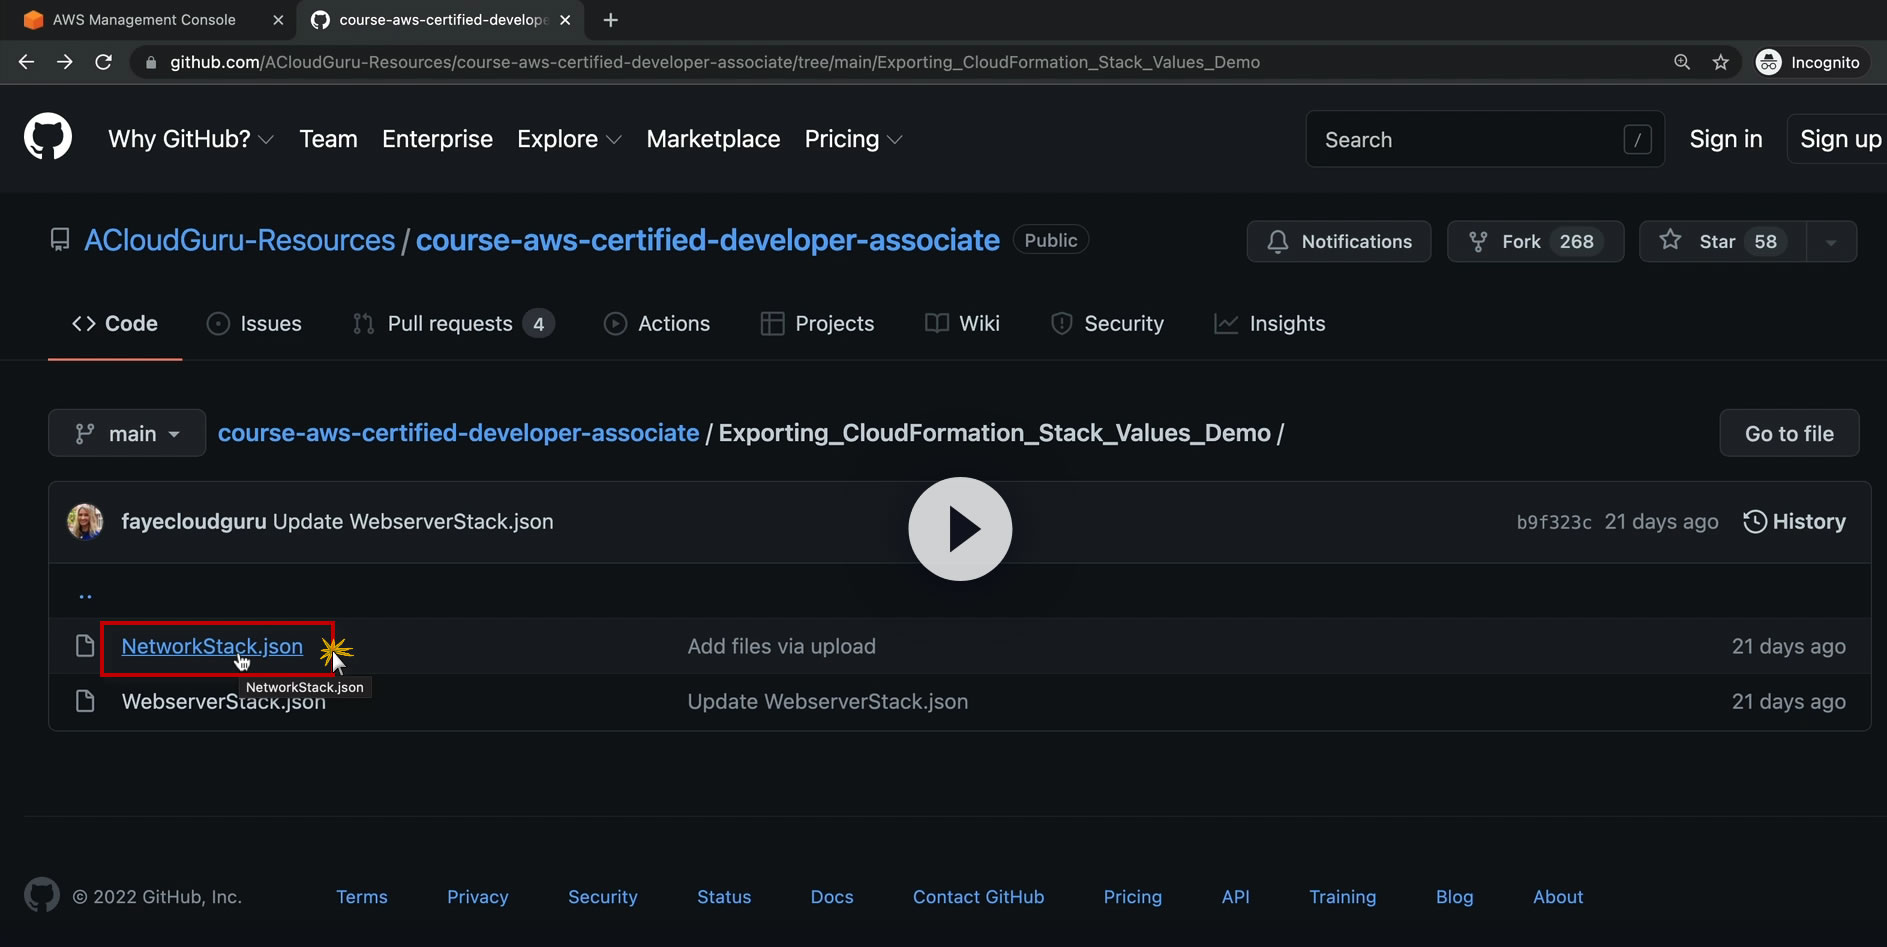 AWS Management Console
course-aws-certified-develope
github.com/ACloudGuru-Resources/course-aws-certified-developer-associate/tree/main/Exporting_CloudFormation_Stack_Values_Demo
Incognito
Why GitHub? Team Enterprise Explore Marketplace Pricing
Search /
Sign in
Sign up
ACloudGuru-Resources / course-aws-certified-developer-associate Public
Notifications
Fork 268
Star 58
Code Issues Pull requests 4 Actions Projects Wiki Security Insights
main
course-aws-certified-developer-associate / Exporting_CloudFormation_Stack_Values_Demo /
Go to file
fayecloudguru Update WebserverStack.json
b9f323c 21 days ago History
..
NetworkStack.json Add files via upload 21 days ago
NetworkStack.json
WebserverStack.json Update WebserverStack.json 21 days ago
© 2022 GitHub, Inc. Terms Privacy Security Status Docs Contact GitHub Pricing API Training Blog About